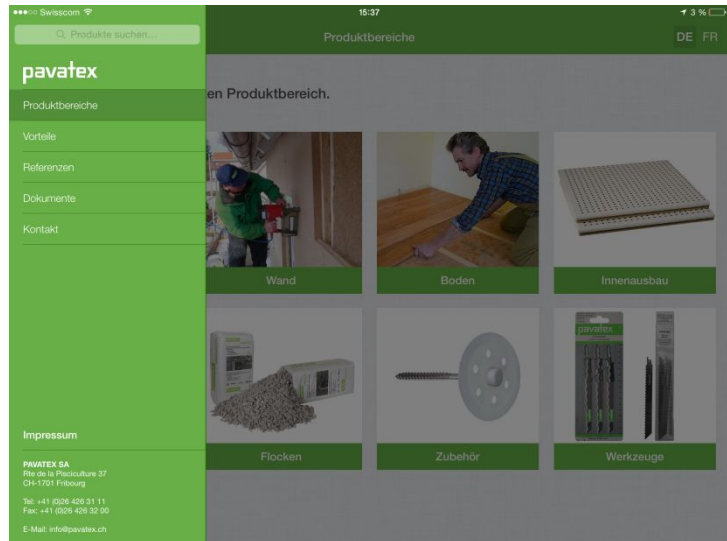 Swisscom
15:37
3 %
Produkte suchen...
Produktbereiche
DE FR
pavatex
Produktbereiche
Vorteile
Referenzen
Dokumente
Kontakt
en Produktbereich.
Wand
Boden
Innenausbau
pavatex
Flocken
Zubehör
Werkzeuge
Impressum
PAVATEX SA
Rte de la Pisciculture 37
CH-1701 Fribourg
Tel: +41 (0)26 426 31 11
Fax: +41 (0)26 426 32 00
E-Mail: info@pavatex.ch